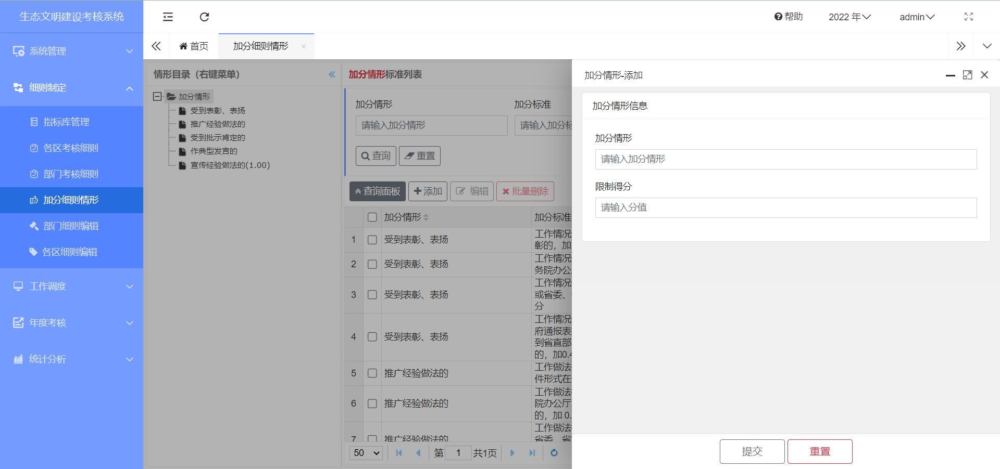 生态文明建设考核系统
帮助
2022 年
admin
首页
加分细则情形
系统管理
细则制定
指标库管理
各区考核细则
部门考核细则
加分细则情形
部门细则编辑
各区细则编辑
工作调度
年度考核
统计分析
情形目录（右键菜单）
加分情形
受到表彰、表扬
推广经验做法的
受到批示肯定的
作典型发言的
宣传经验做法的(1.00)
加分情形标准列表
加分情形
加分标准
请输入加分情形
请输入加分标
查询
重置
查询面板
添加
编辑
批量删除
加分情形
加分标准
1
受到表彰、表扬
工作情况
彰的，加
2
受到表彰、表扬
工作情况
务院办公
3
受到表彰、表扬
工作情况
或省委、
分
4
受到表彰、表扬
工作情况
府通报表
到省直部
的，加0.4
5
推广经验做法的
工作做法
件形式在
6
推广经验做法的
工作做法
院办公厅
的，加 0.
7
推广经验做法的
工作做法
省委、省
50
第
1
共1页
加分情形-添加
加分情形信息
加分情形
请输入加分情形
限制得分
请输入分值
提交
重置